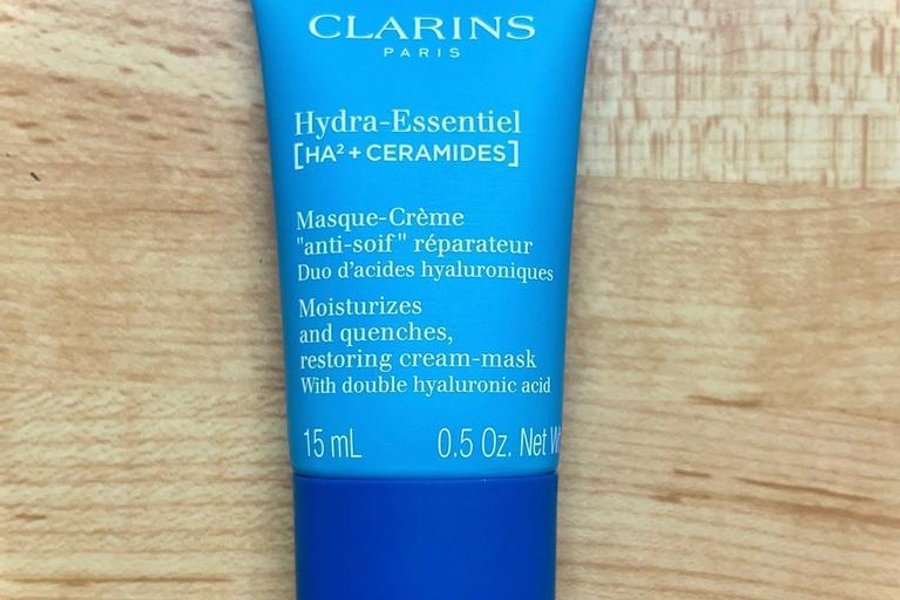 CLARINS
PARIS
Hydra-Essentiel
[HA² + CERAMIDES]
Masque-Crème
"anti-soif" réparateur
Duo d'acides hyaluroniques
Moisturizes
and quenches,
restoring cream-mask
With double hyaluronic acid
15 mL 0.5 Oz. Net